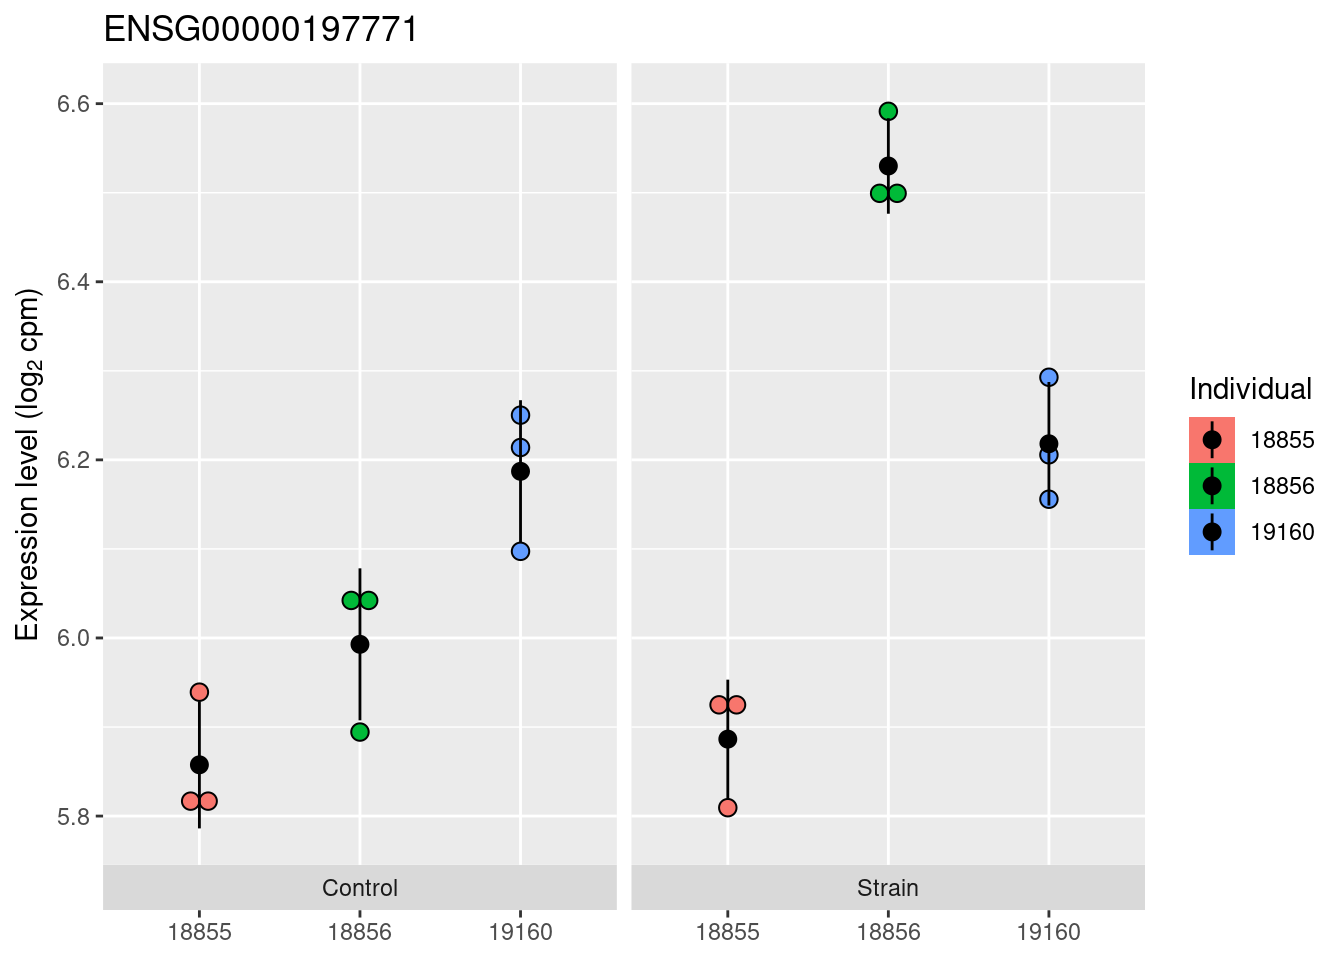 ENSG00000197771
Expression level (log₂ cpm)
6.6
6.4
6.2
6.0
5.8
Control
Strain
18855
18856
19160
18855
18856
19160
Individual
18855
18856
19160